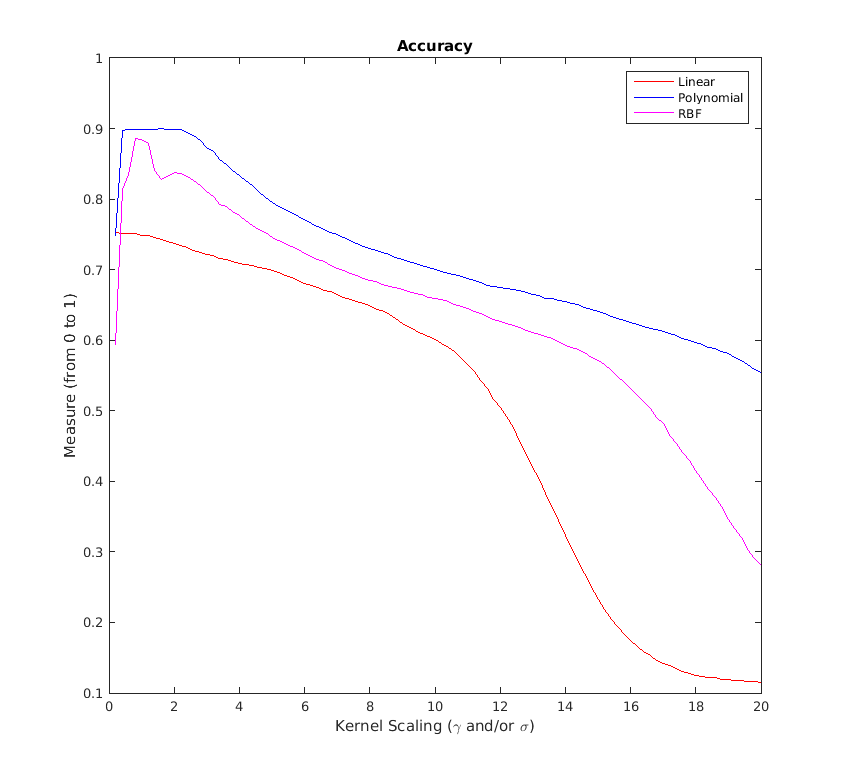 Accuracy
Linear
Polynomial
RBF
1
0.9
0.8
0.7
0.6
0.5
0.4
0.3
0.2
0.1
Measure (from 0 to 1)
0 2 4 6 8 10 12 14 16 18 20
Kernel Scaling (γ and/or σ)